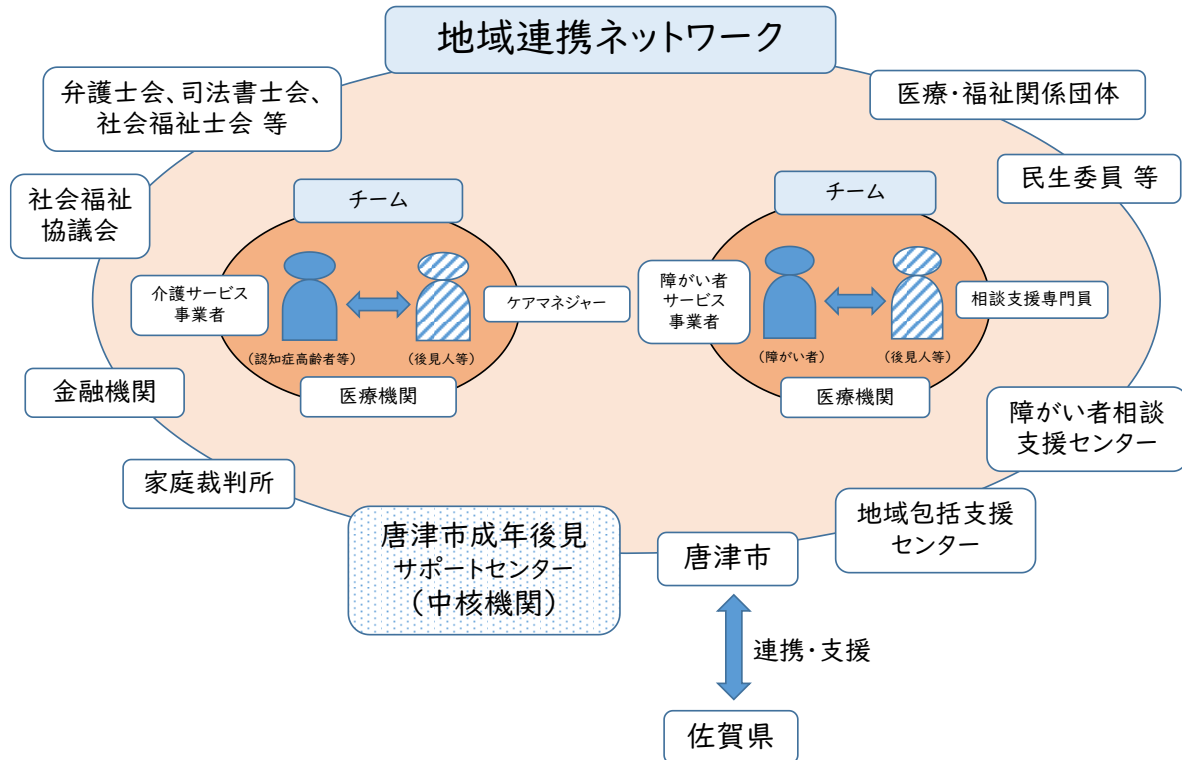 地域連携ネットワーク
弁護士会、司法書士会、
社会福祉士会 等
医療・福祉関係団体
社会福祉
協議会
民生委員 等
チーム
介護サービス
事業者
(認知症高齢者等)
(後見人等)
ケアマネジャー
医療機関
チーム
障がい者
サービス
事業者
(障がい者)
(後見人等)
相談支援専門員
医療機関
金融機関
障がい者相談
支援センター
家庭裁判所
地域包括支援
センター
唐津市成年後見
サポートセンター
(中核機関)
唐津市
連携・支援
佐賀県